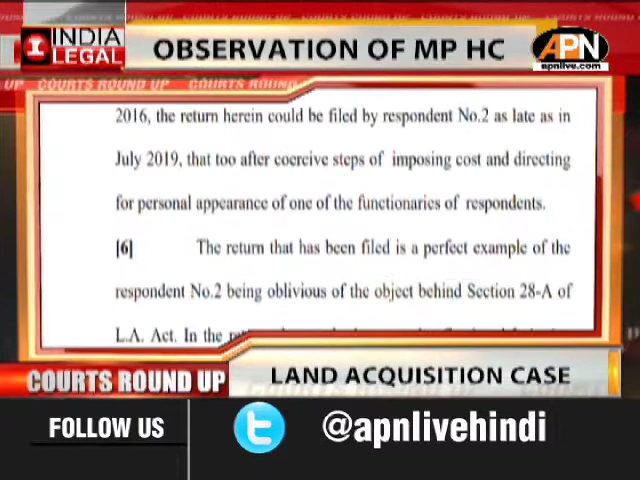 INDIA
LEGAL
OBSERVATION OF MP HC
APN
apnlive.com
UP COURTS ROUND UP COURTS ROUND
2016, the return herein could be filed by respondent No.2 as late as in
July 2019, that too after coercive steps of imposing cost and directing
for personal appearance of one of the functionaries of respondents.
[6] The return that has been filed is a perfect example of the
respondent No.2 being oblivious of the object behind Section 28-A of
L.A. Act. In the
COURTS ROUND UP
LAND ACQUISITION CASE
FOLLOW US
@apnlivehindi